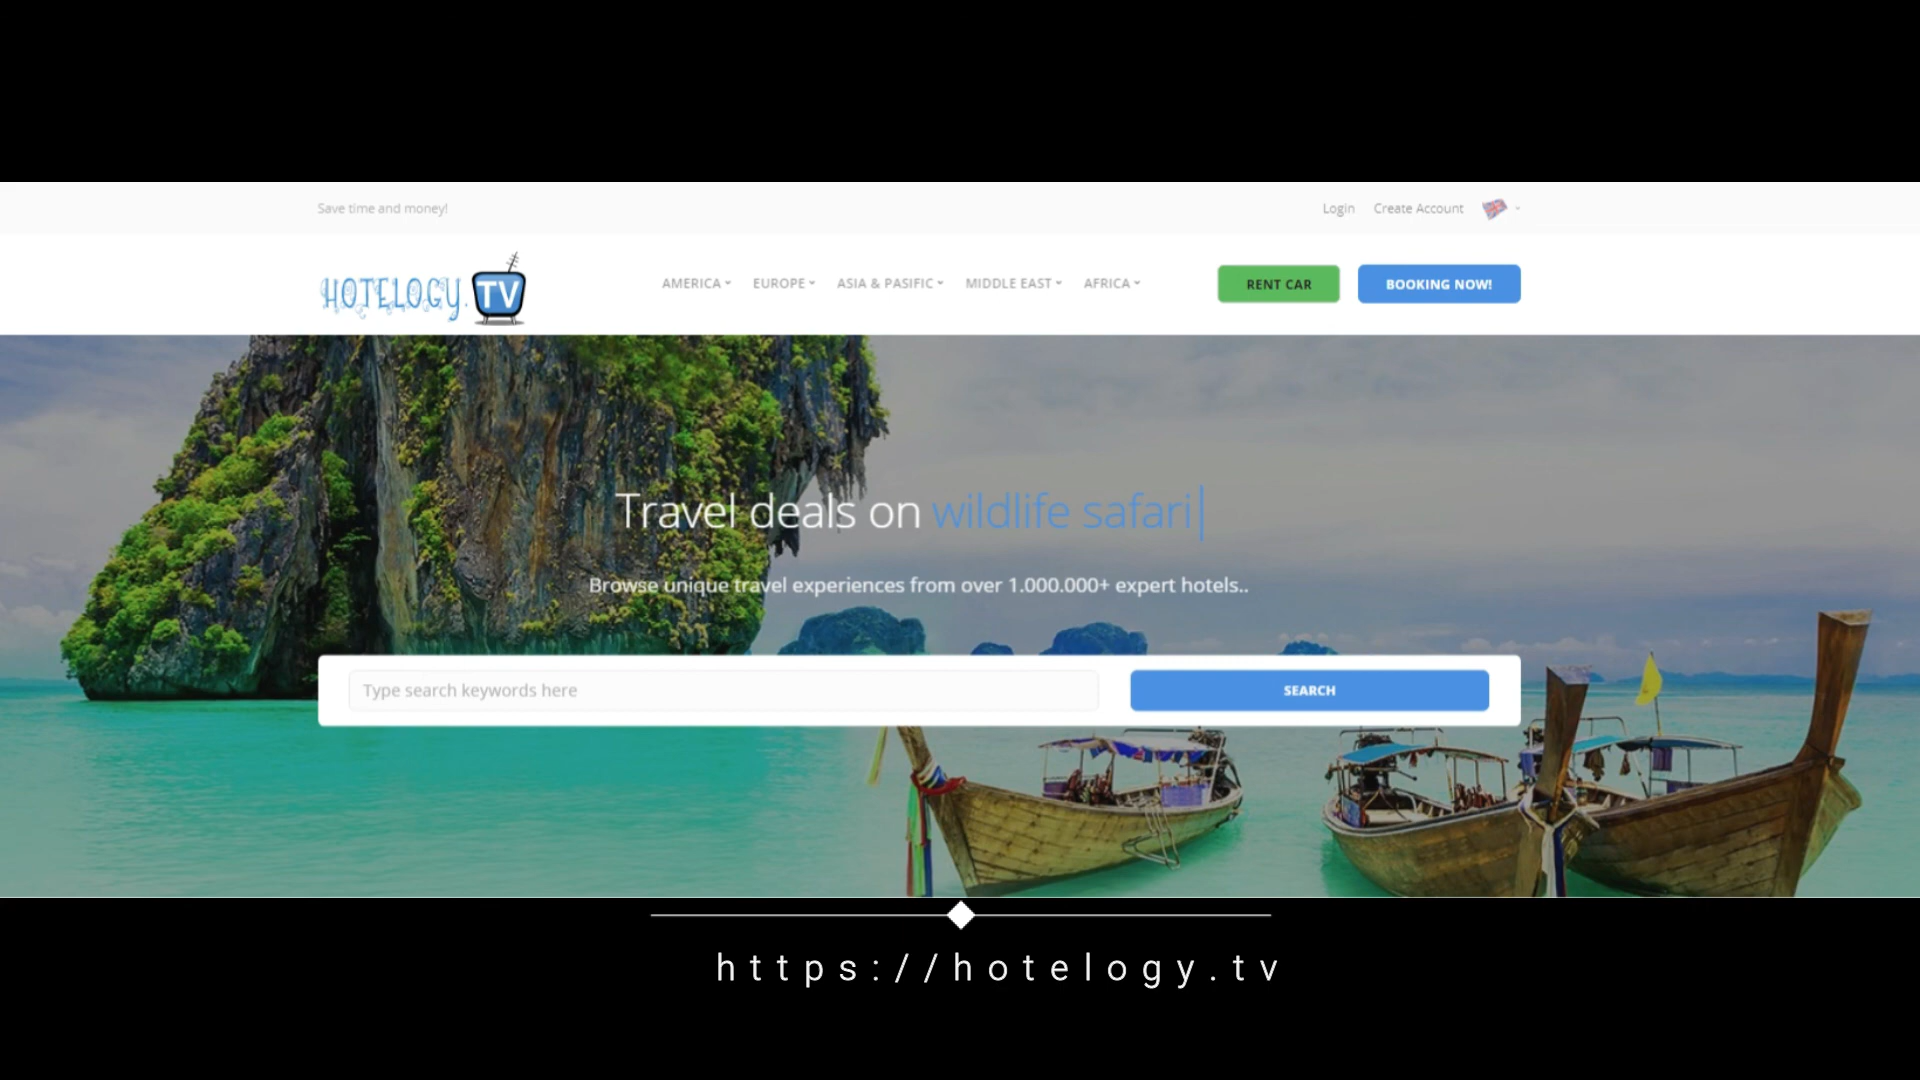 Save time and money!
Login Create Account
HOTELOGY.TV
AMERICA EUROPE ASIA & PASIFIC MIDDLE EAST AFRICA RENT CAR BOOKING NOW!
Travel deals on wildlife safari
Browse unique travel experiences from over 1.000.000+ expert hotels..
Type search keywords here SEARCH
https://hotelogy.tv